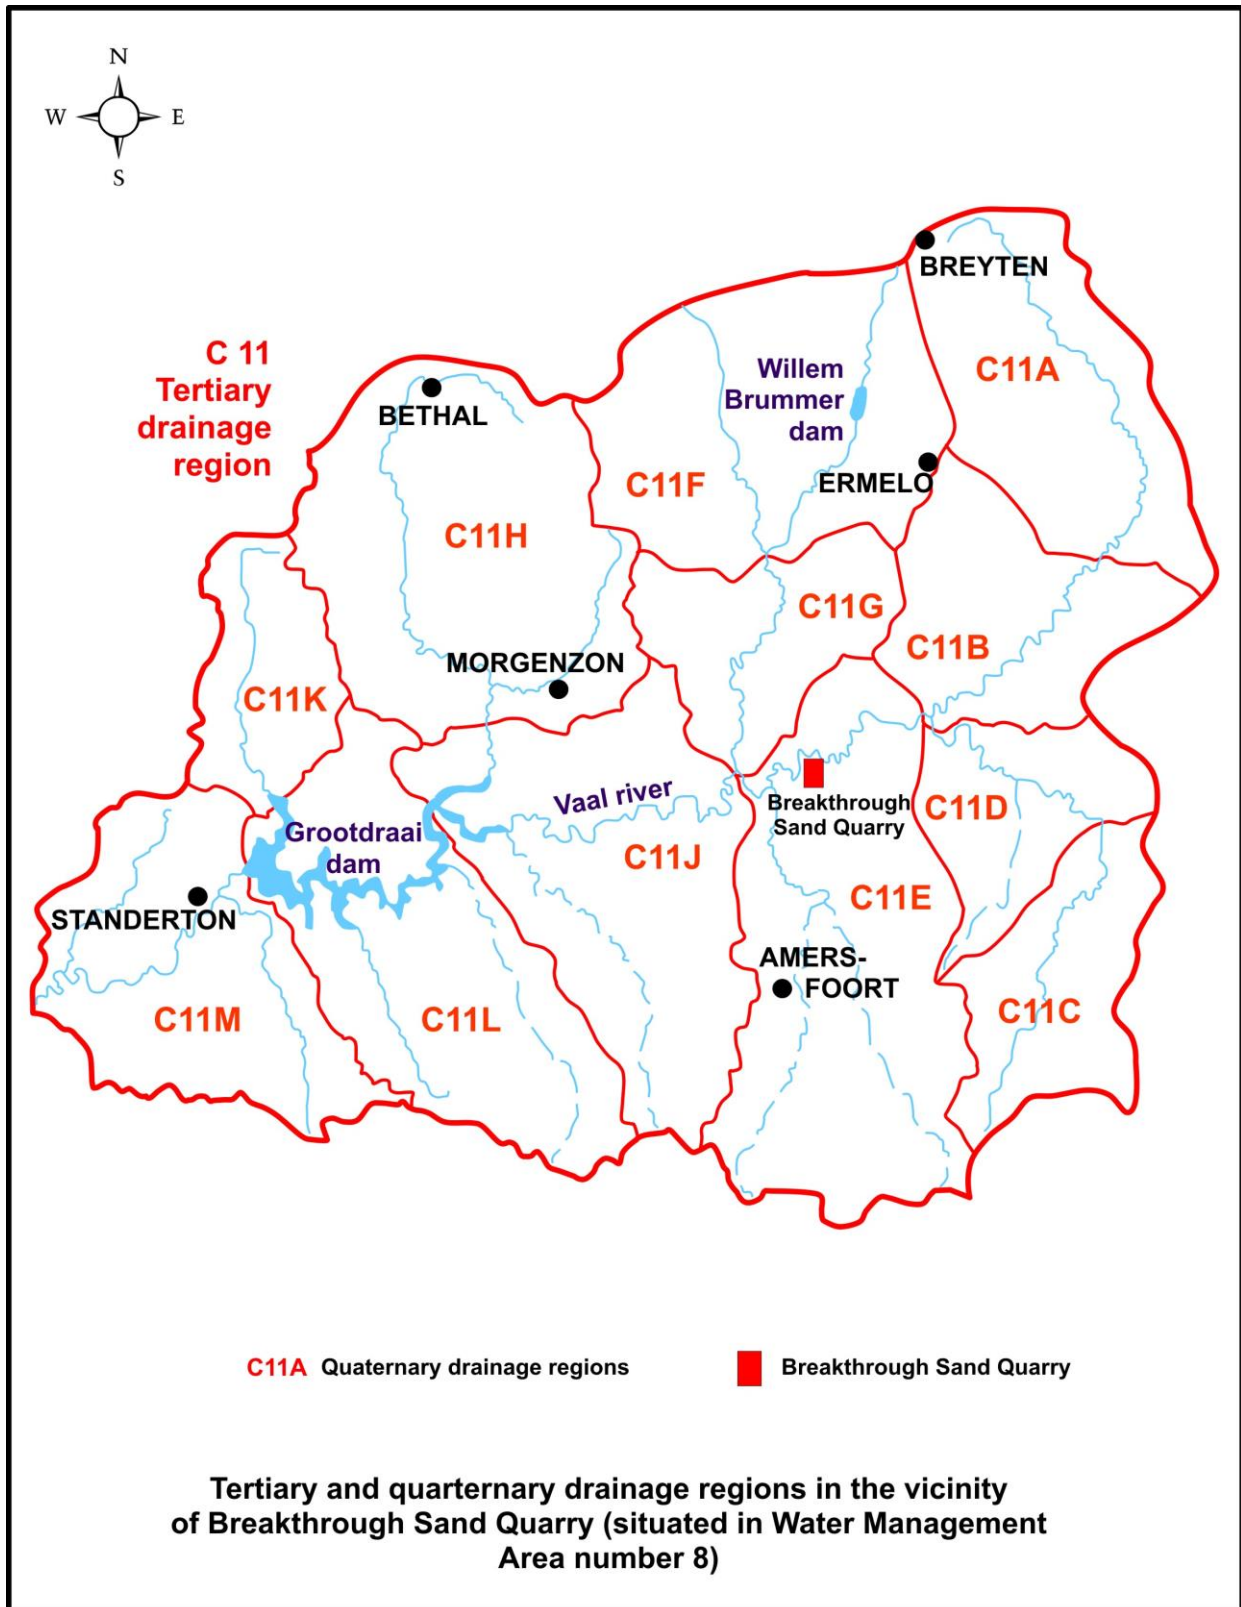 N
W
E
S
BREYTEN
C 11
Tertiary
drainage
region
C11A
Willem
Brummer
dam
BETHAL
C11F
ERMELO
C11H
C11G
C11B
MORGENZON
C11K
Vaal river
Breakthrough
Sand Quarry
C11D
Grootdraai
dam
C11J
C11E
STANDERTON
AMERS-
FOORT
C11M
C11L
C11C
C11A Quaternary drainage regions
Breakthrough Sand Quarry
Tertiary and quarternary drainage regions in the vicinity
of Breakthrough Sand Quarry (situated in Water Management
Area number 8)